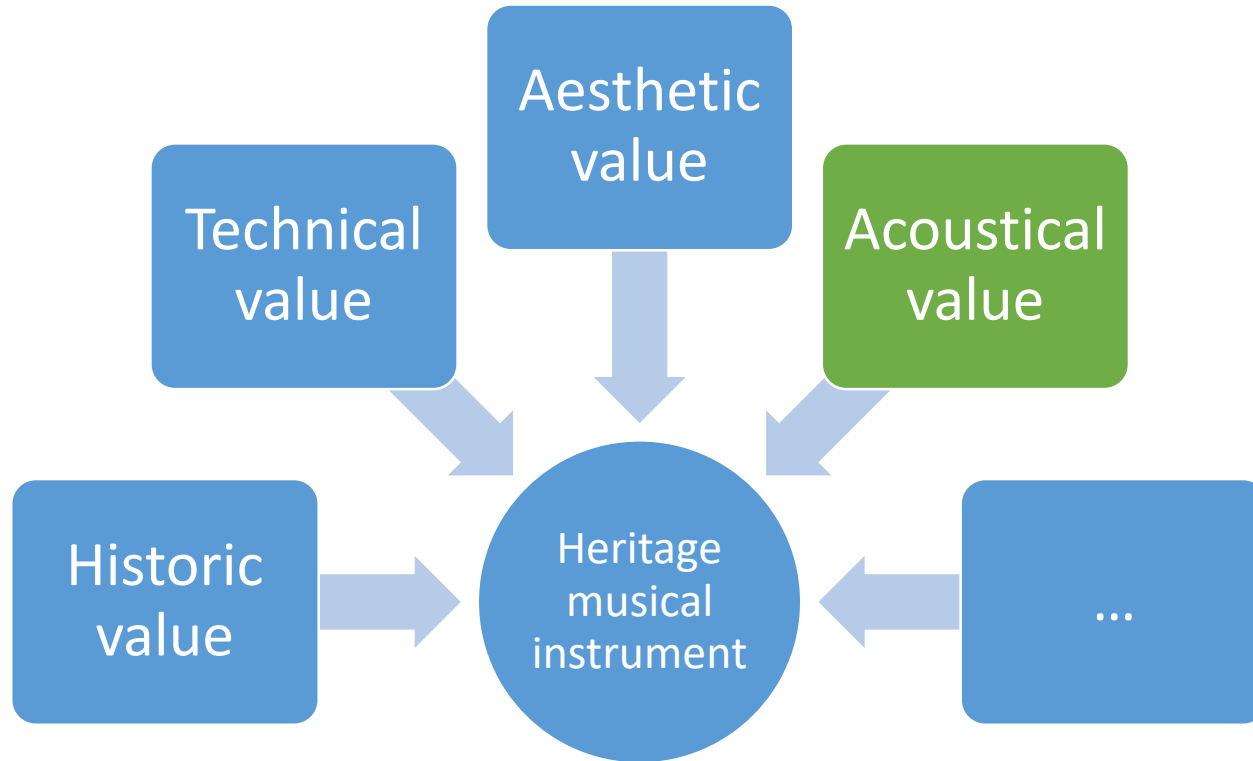 Aesthetic
value
Technical
value
Acoustical
value
Historic
value
Heritage
musical
instrument
...